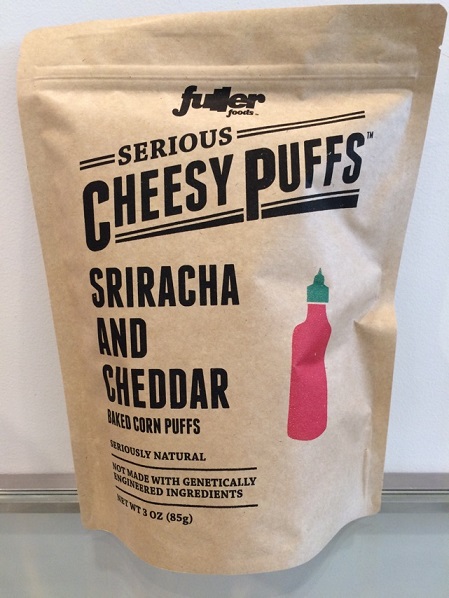 fuller
foods™
SERIOUS
CHEESY PUFFS™
SRIRACHA
AND
CHEDDAR
BAKED CORN PUFFS
SERIOUSLY NATURAL
NOT MADE WITH GENETICALLY
ENGINEERED INGREDIENTS
NET WT 3 OZ (85g)